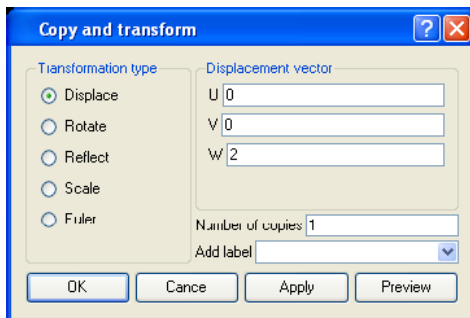 Copy and transform
Transformation type
Displace
Rotate
Reflect
Scale
Euler
Displacement vector
U 0
V 0
W 2
Number of copies 1
Add label
OK
Cance
Apply
Preview